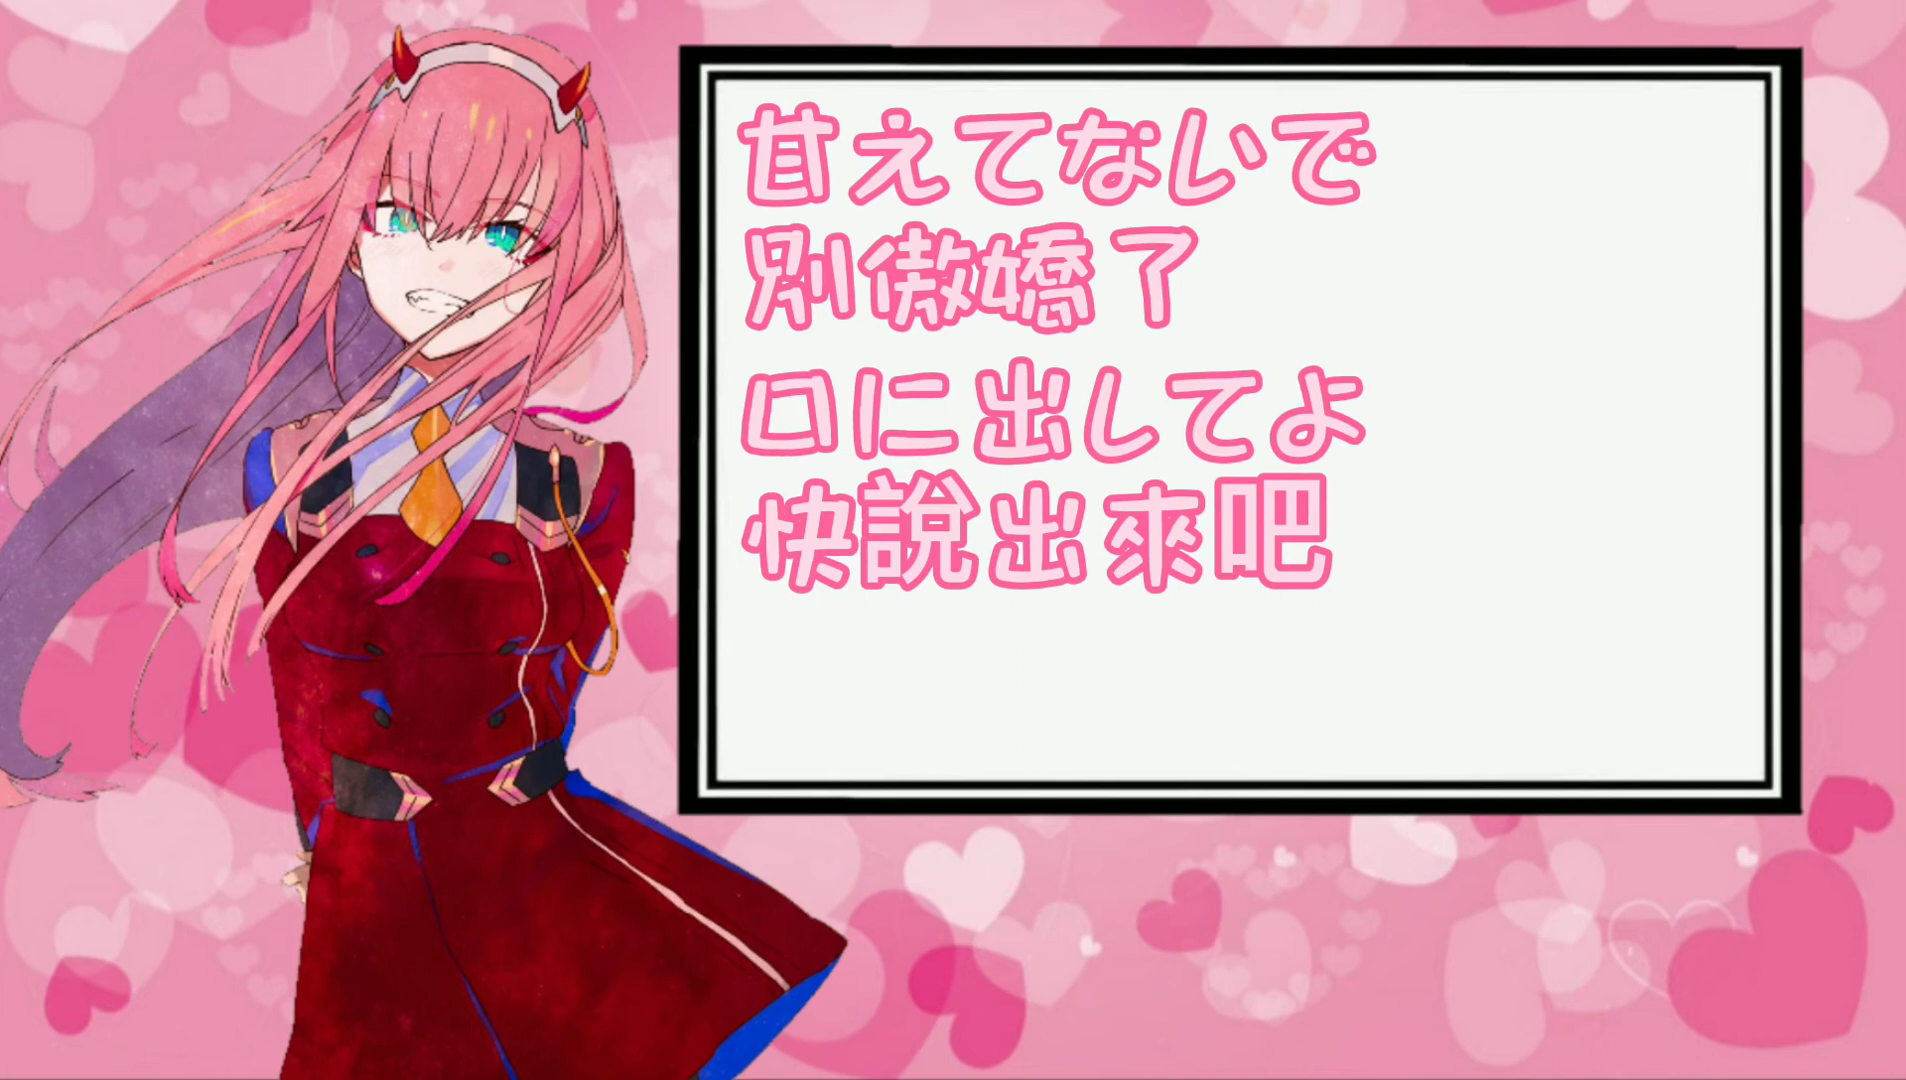 甘えてないで
別傲嬌了
口に出してよ
快說出來吧